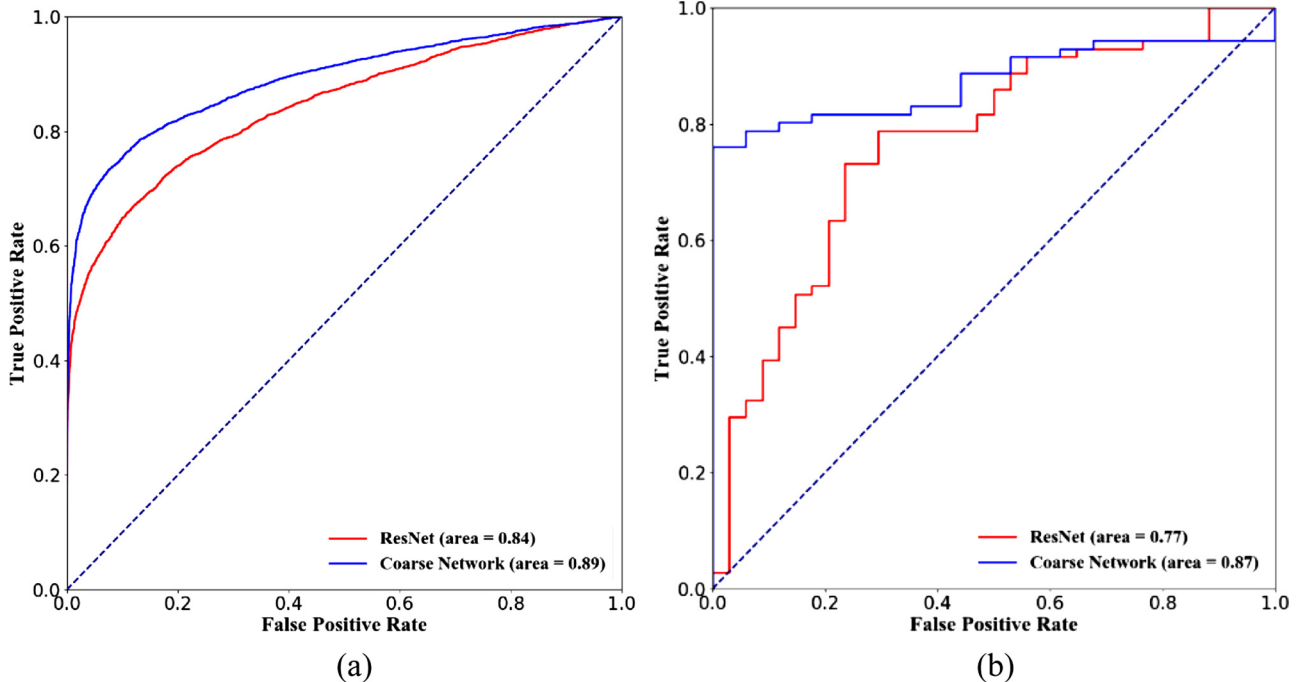 1.0
0.8
0.6
0.4
0.2
0.0
True Positive Rate
ResNet (area = 0.84)
Coarse Network (area = 0.89)
0.0 0.2 0.4 0.6 0.8 1.0
False Positive Rate
(a)
1.0
0.8
0.6
0.4
0.2
0.0
True Positive Rate
ResNet (area = 0.77)
Coarse Network (area = 0.87)
0.0 0.2 0.4 0.6 0.8 1.0
False Positive Rate
(b)